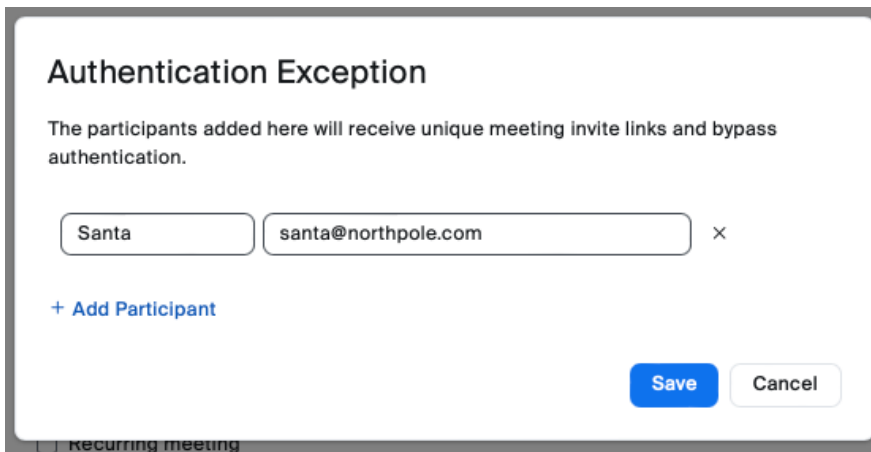 Authentication Exception
The participants added here will receive unique meeting invite links and bypass
authentication.
Santa santa@northpole.com ×
+ Add Participant
Save Cancel
Recurring meeting